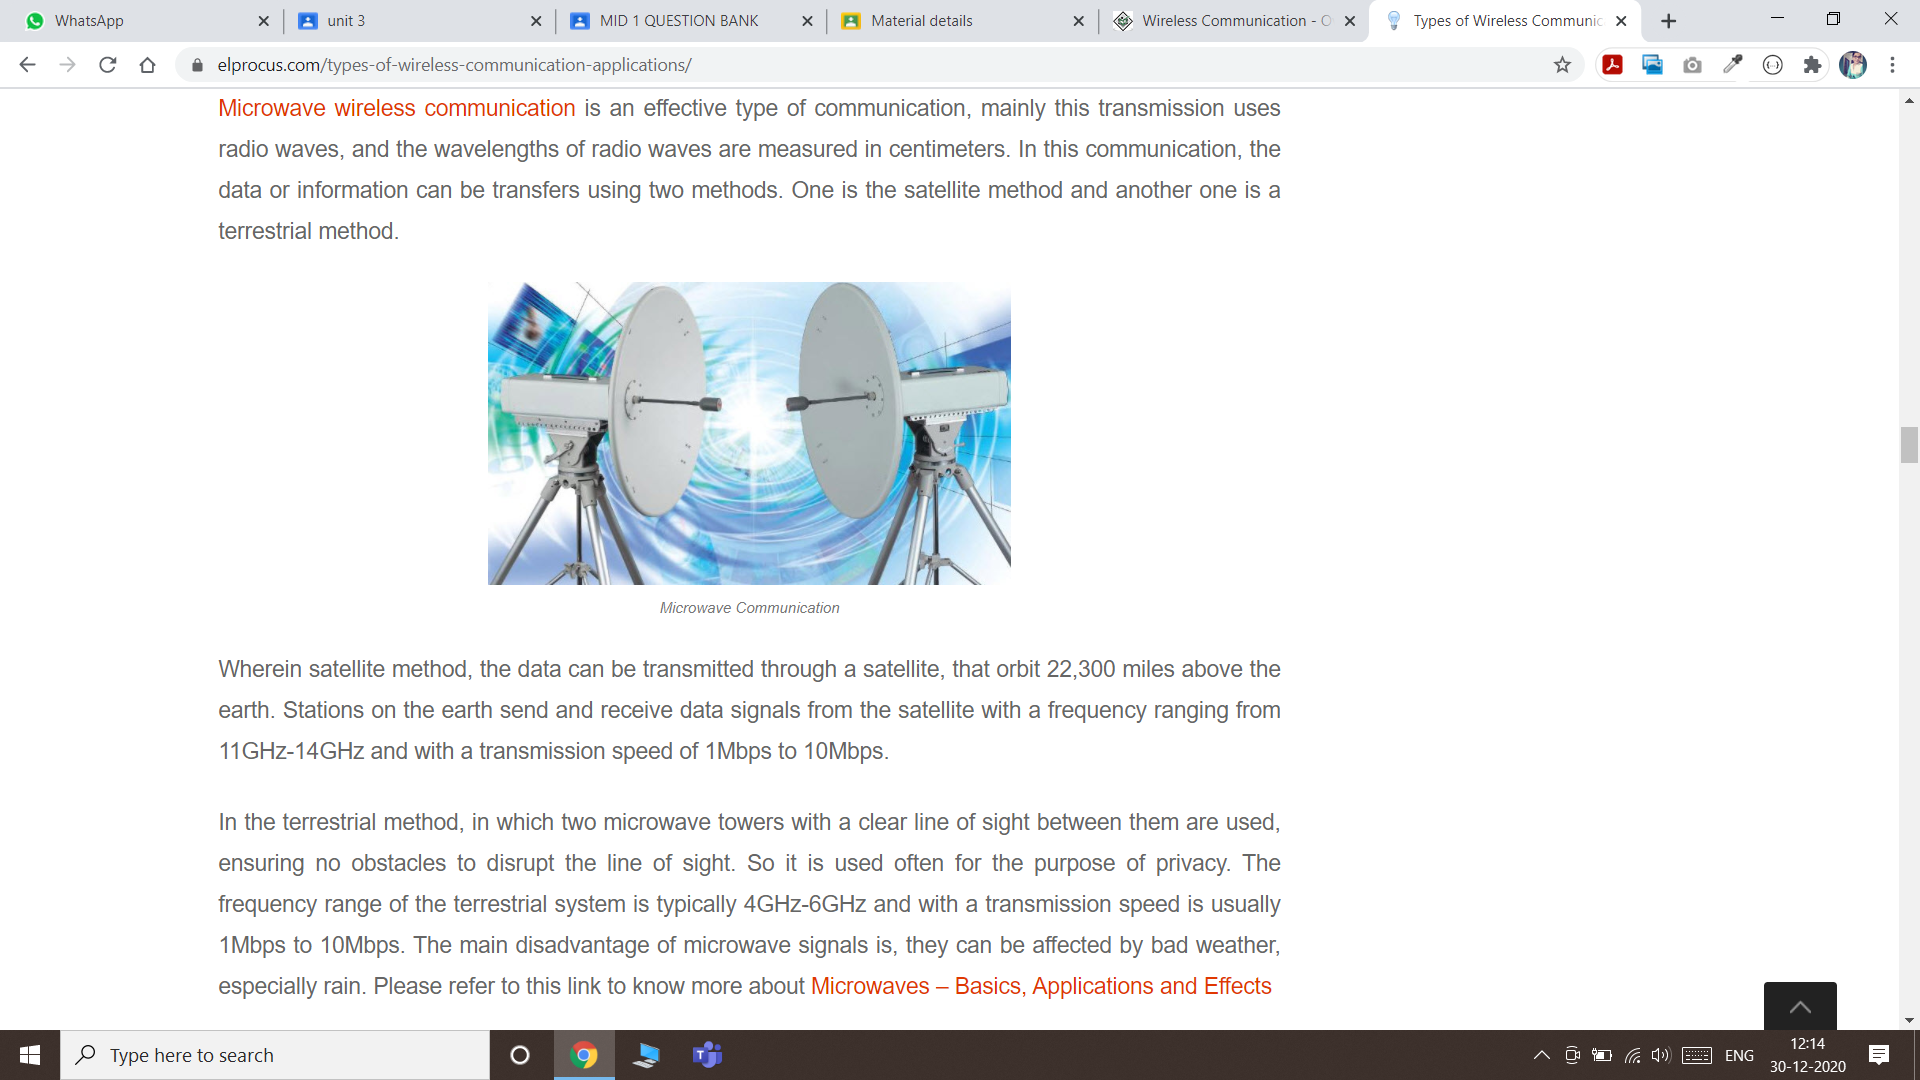 WhatsApp
unit 3
MID 1 QUESTION BANK
Material details
Wireless Communication - O
Types of Wireless Communic
elprocus.com/types-of-wireless-communication-applications/
Microwave wireless communication is an effective type of communication, mainly this transmission uses
radio waves, and the wavelengths of radio waves are measured in centimeters. In this communication, the
data or information can be transfers using two methods. One is the satellite method and another one is a
terrestrial method.
Microwave Communication
Wherein satellite method, the data can be transmitted through a satellite, that orbit 22,300 miles above the
earth. Stations on the earth send and receive data signals from the satellite with a frequency ranging from
11GHz-14GHz and with a transmission speed of 1Mbps to 10Mbps.
In the terrestrial method, in which two microwave towers with a clear line of sight between them are used,
ensuring no obstacles to disrupt the line of sight. So it is used often for the purpose of privacy. The
frequency range of the terrestrial system is typically 4GHz-6GHz and with a transmission speed is usually
1Mbps to 10Mbps. The main disadvantage of microwave signals is, they can be affected by bad weather,
especially rain. Please refer to this link to know more about Microwaves – Basics, Applications and Effects
Type here to search
ENG
12:14
30-12-2020